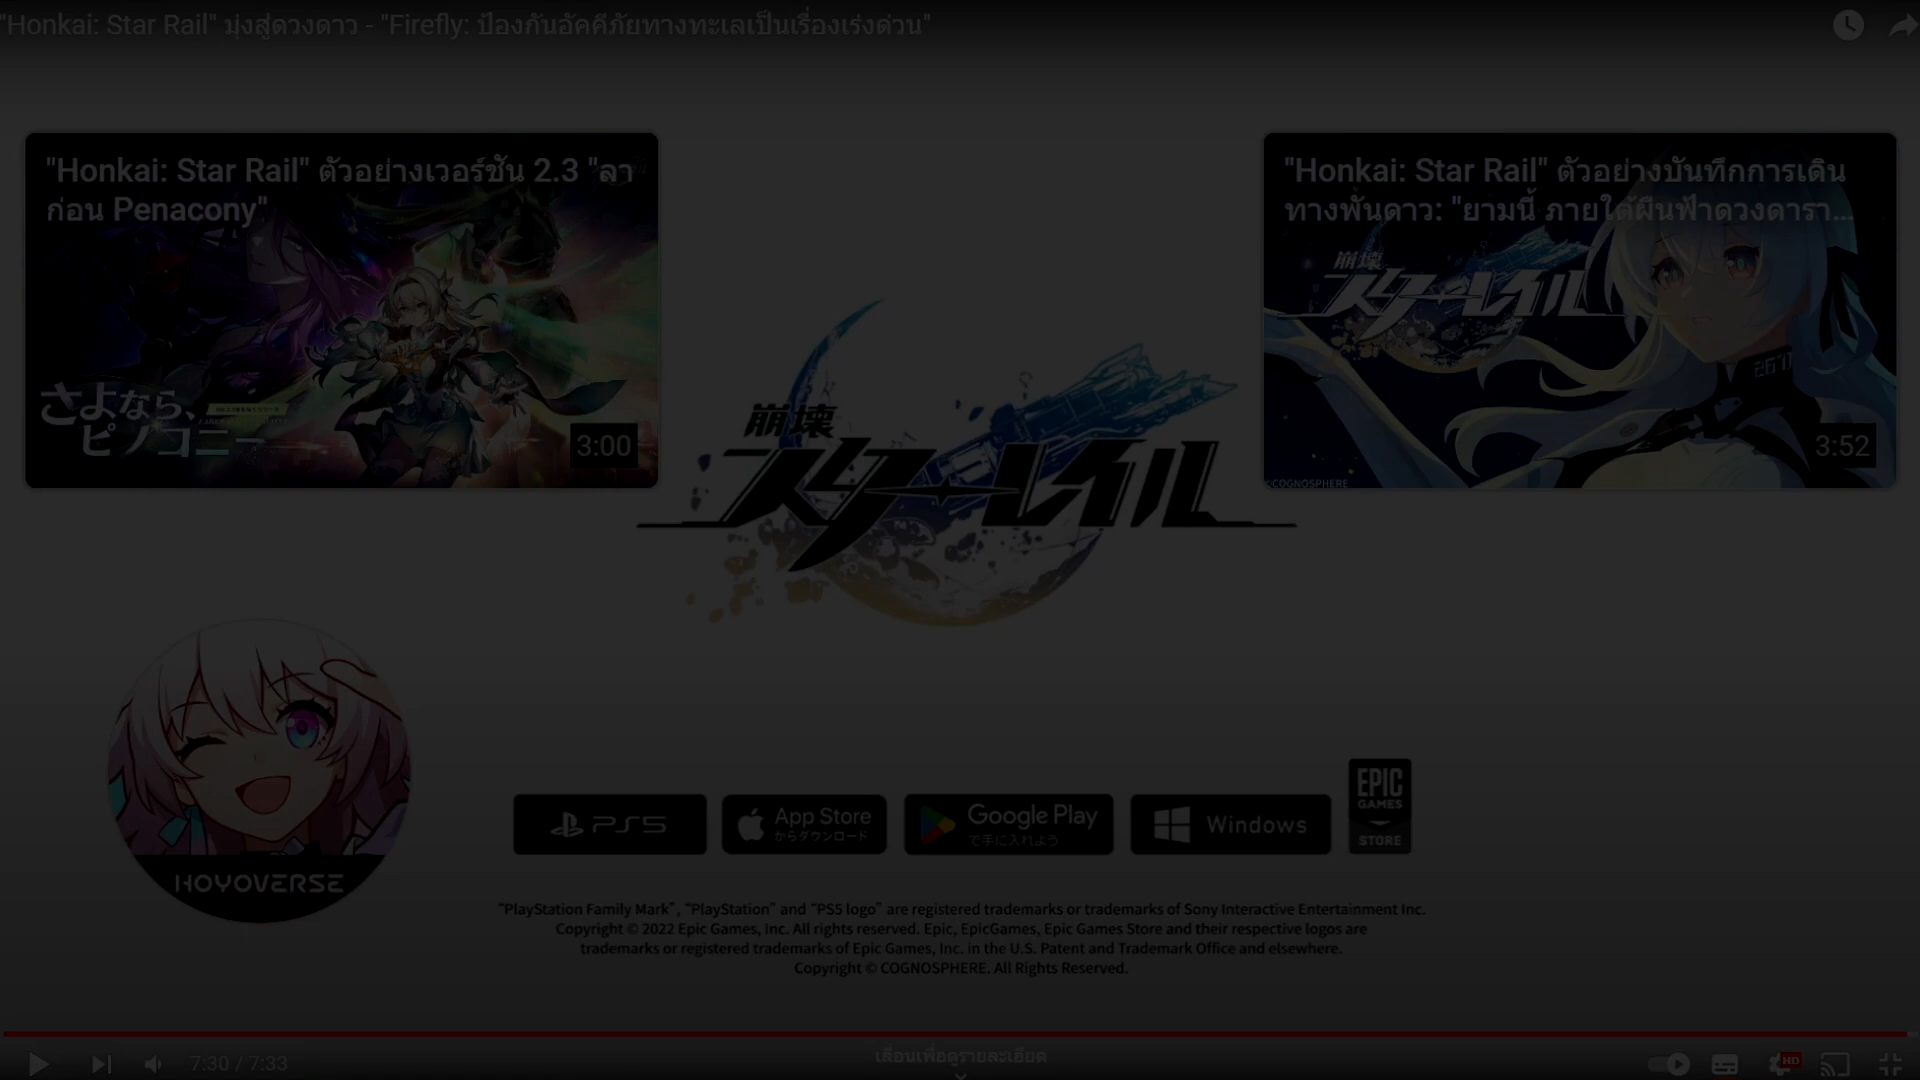 "Honkai: Star Rail" มุ่งสู่ดวงดาว - "Firefly: ป้องกันอัคคีภัยทางทะเลเป็นเรื่องเร่งด่วน"
"Honkai: Star Rail" ตัวอย่างเวอร์ชัน 2.3 "ลา
ก่อน Penacony"
さよなら、
ピノコニー
3:00
"Honkai: Star Rail" ตัวอย่างบันทึกการเดิน
ทางพันดาว: "ยามนี้ ภายใต้ผืนฟ้าดวงดารา...
崩壊
スターレイル
26710
3:52
©COGNOSPHERE
崩壊
スターレイル
HOYOVERSE
PS5
App Store
からダウンロード
Google Play
で手に入れよう
Windows
EPIC
GAMES
STORE
“PlayStation Family Mark”, “PlayStation” and “PS5 logo” are registered trademarks or trademarks of Sony Interactive Entertainment Inc.
Copyright © 2022 Epic Games, Inc. All rights reserved. Epic, EpicGames, Epic Games Store and their respective logos are
trademarks or registered trademarks of Epic Games, Inc. in the U.S. Patent and Trademark Office and elsewhere.
Copyright © COGNOSPHERE. All Rights Reserved.
7:30 / 7:33
เลื่อนเพื่อดูรายละเอียด
HD